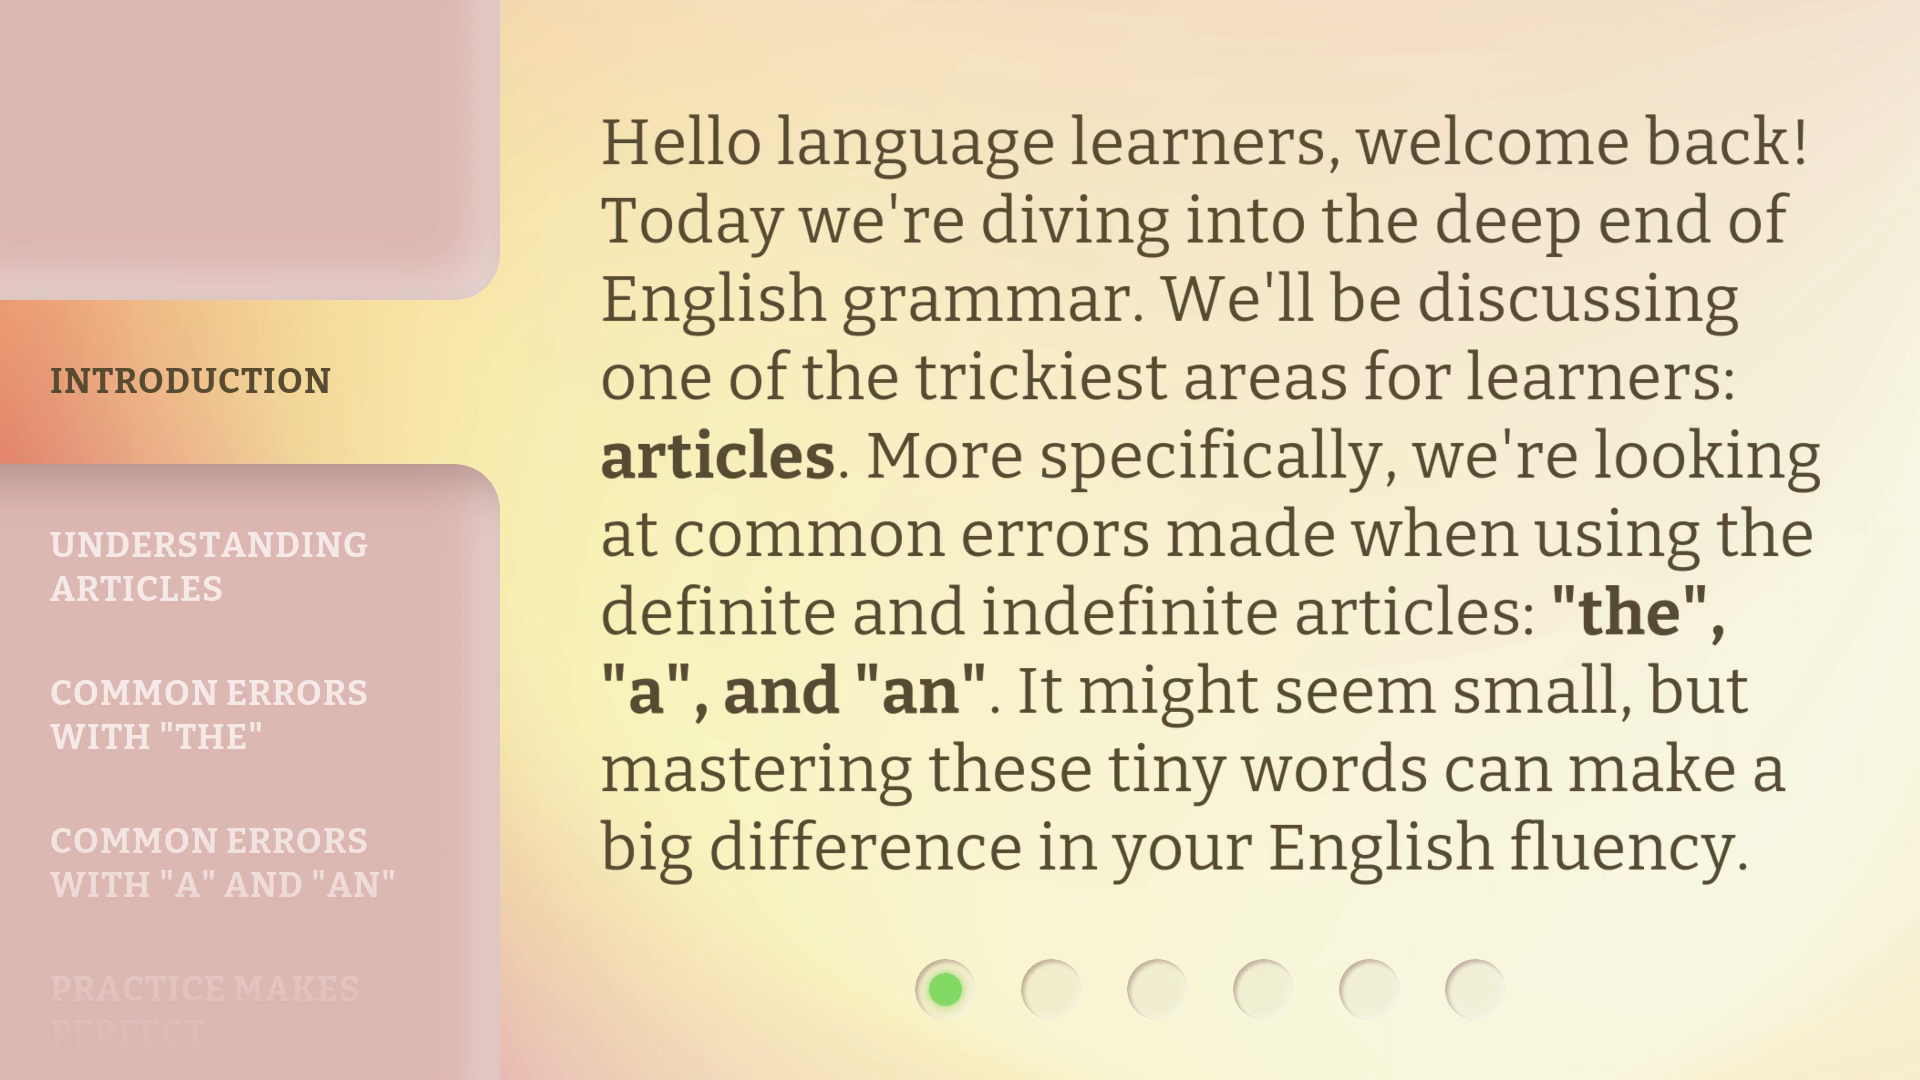 INTRODUCTION
UNDERSTANDING
ARTICLES
COMMON ERRORS
WITH "THE"
COMMON ERRORS
WITH "A" AND "AN"
PRACTICE MAKES
PERFECT
Hello language learners, welcome back!
Today we're diving into the deep end of
English grammar. We'll be discussing
one of the trickiest areas for learners:
articles. More specifically, we're looking
at common errors made when using the
definite and indefinite articles: "the",
"a", and "an". It might seem small, but
mastering these tiny words can make a
big difference in your English fluency.